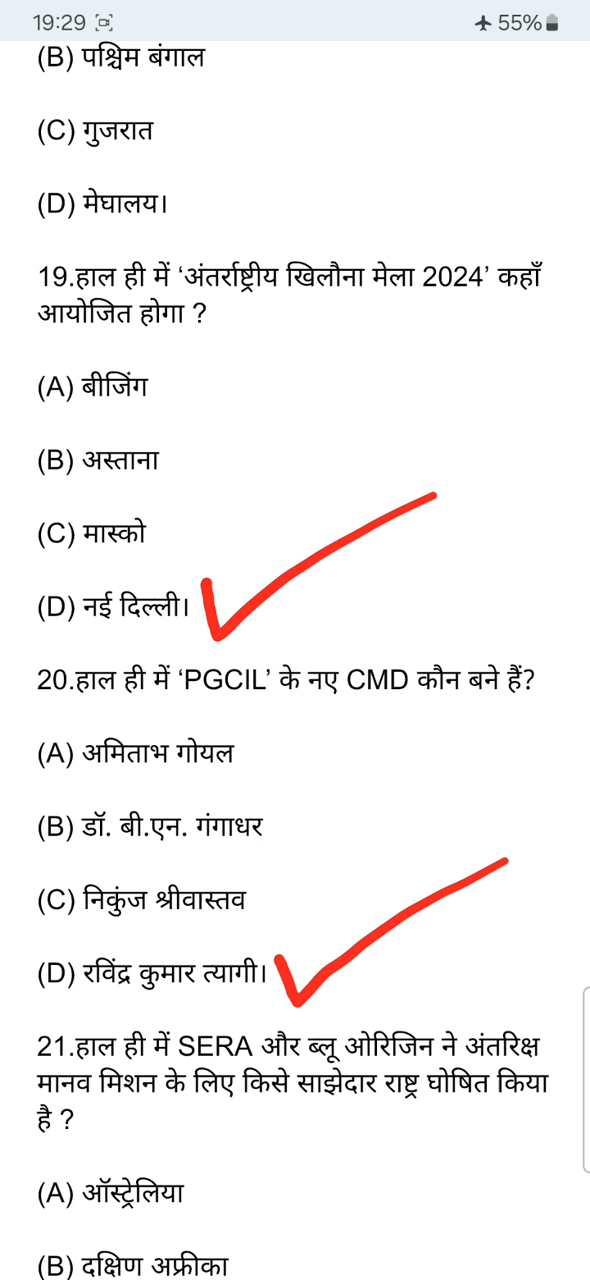 19:29
55%
(B) पश्चिम बंगाल
(C) गुजरात
(D) मेघालय।
19.हाल ही में ‘अंतर्राष्ट्रीय खिलौना मेला 2024’ कहाँ
आयोजित होगा ?
(A) बीजिंग
(B) अस्ताना
(C) मास्को
(D) नई दिल्ली।
20.हाल ही में ‘PGCIL’ के नए CMD कौन बने हैं?
(A) अमिताभ गोयल
(B) डॉ. बी.एन. गंगाधर
(C) निकुंज श्रीवास्तव
(D) रविंद्र कुमार त्यागी।
21.हाल ही में SERA और ब्लू ओरिजिन ने अंतरिक्ष
मानव मिशन के लिए किसे साझेदार राष्ट्र घोषित किया
है ?
(A) ऑस्ट्रेलिया
(B) दक्षिण अफ्रीका